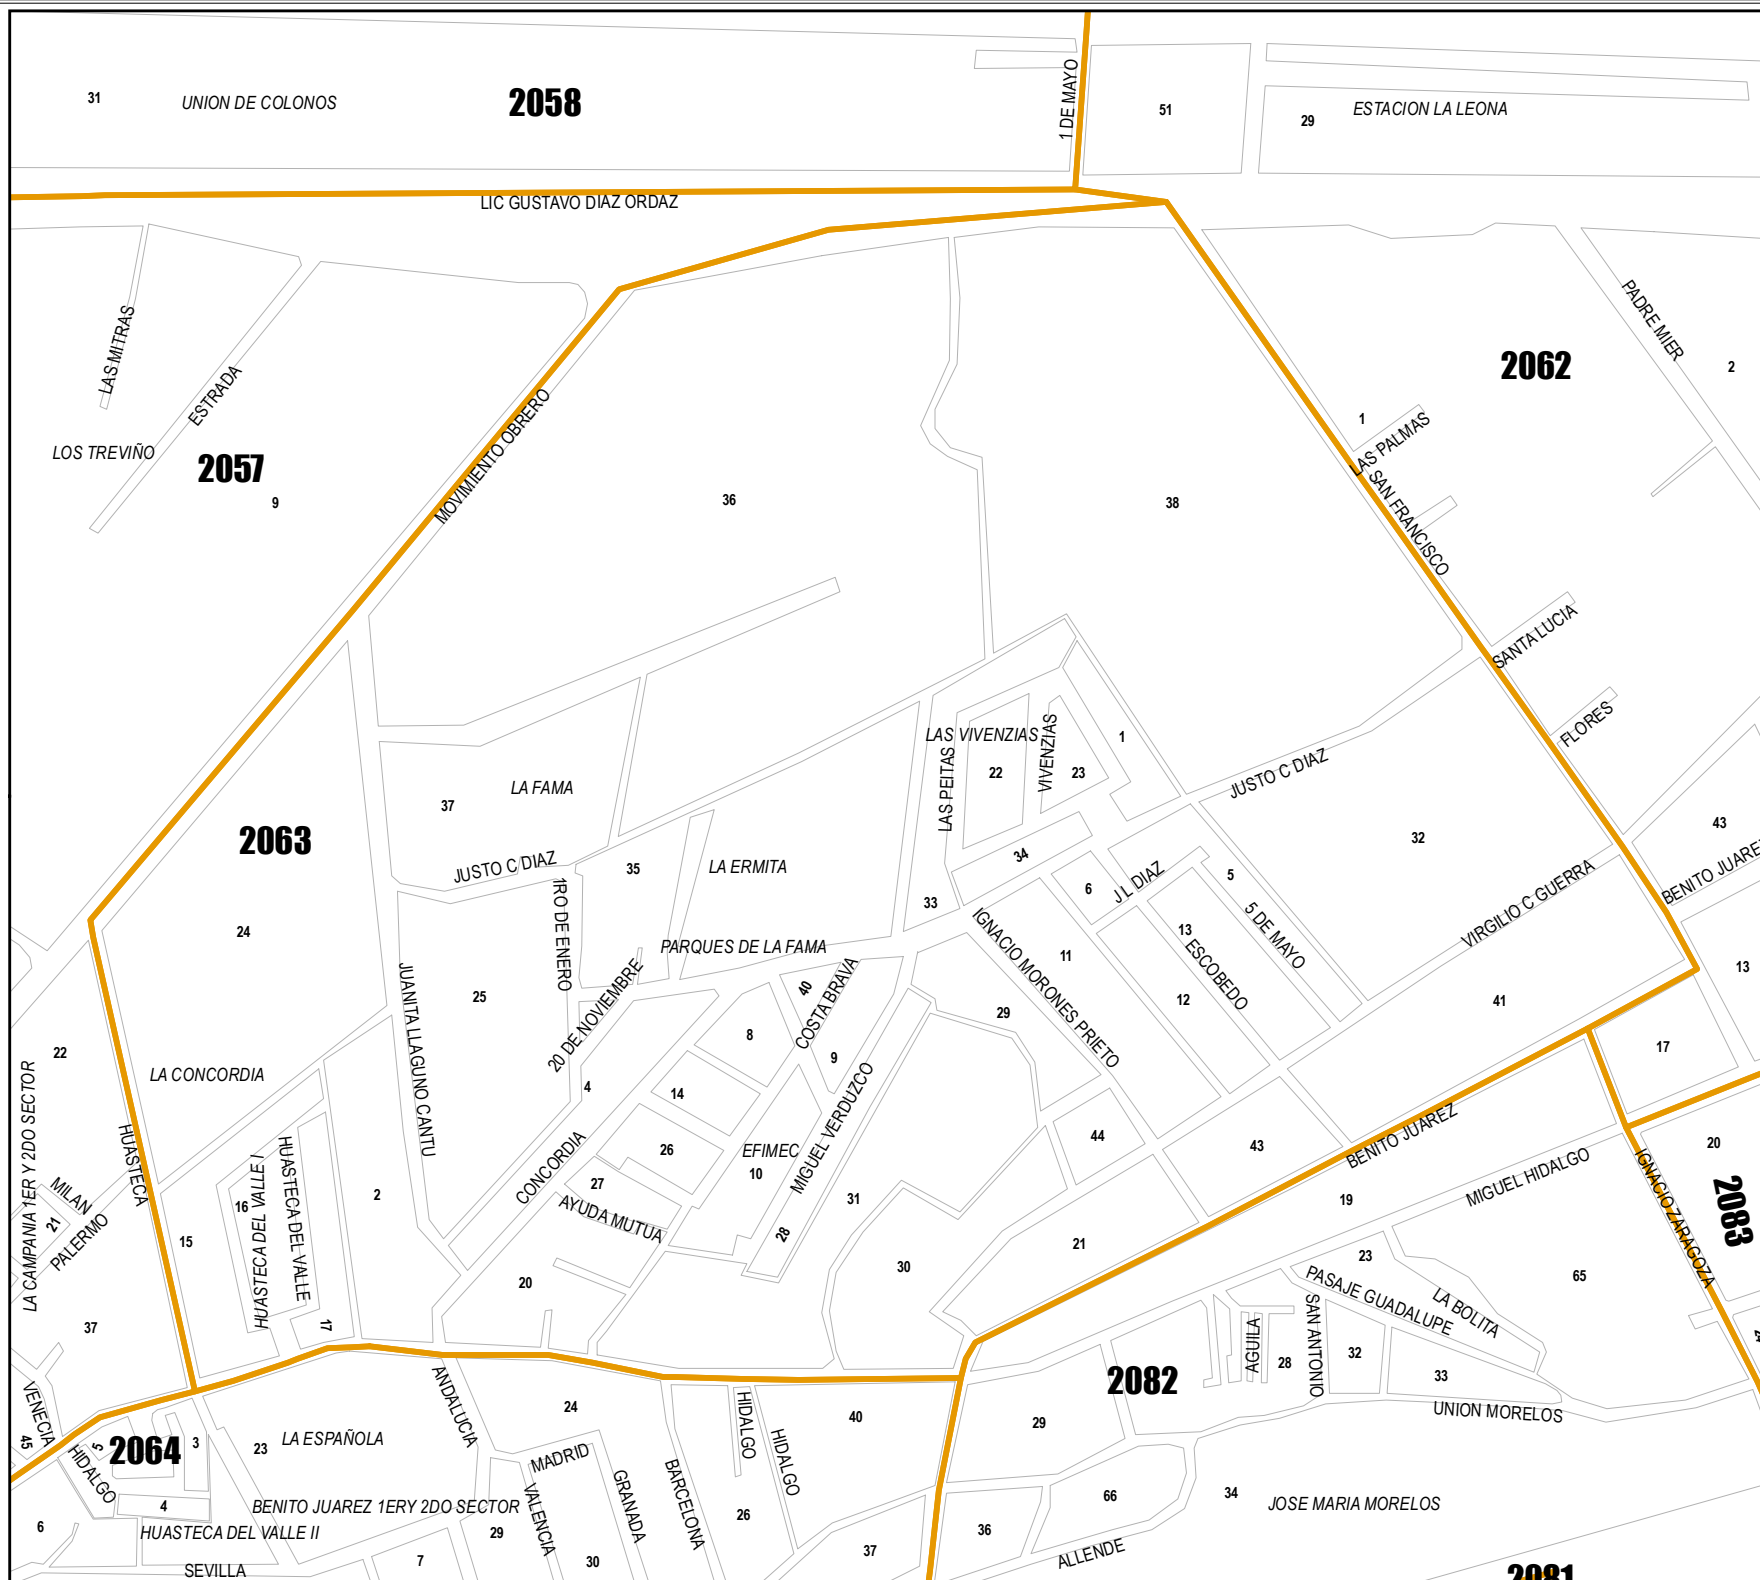 31
UNION DE COLONOS
2058
1 DE MAYO
51
29
ESTACION LA LEONA
LIC GUSTAVO DIAZ ORDAZ
LAS MITRAS
ESTRADA
LOS TREVIÑO
2057
9
MOVIMIENTO OBRERO
36
38
PADRE MIER
2062
2
1
LAS PALMAS
SAN FRANCISCO
SANTA LUCIA
FLORES
LAS VIVENZIAS
VIVENZIAS
LAS PEITAS
22
23
1
JUSTO C DIAZ
LA FAMA
37
2063
JUSTO C DIAZ
35
LA ERMITA
34
6
J L DIAZ
5
32
43
BENITO JUARE
33
24
1RO DE ENERO
PARQUES DE LA FAMA
IGNACIO MORONES PRIETO
11
13
ESCOBEDO
5 DE MAYO
VIRGILIO C GUERRA
13
25
JUANITA LLAGUNO CANTU
20 DE NOVIEMBRE
40
COSTA BRAVA
29
12
41
17
22
LA CONCORDIA
8
9
4
14
MIGUEL VERDUZCO
LA CAMPANIA 1ER Y 2DO SECTOR
HUASTECA
26
EFIMEC
10
44
43
BENITO JUAREZ
20
MILAN
21
PALERMO
16
HUASTECA DEL VALLE I
HUASTECA DEL VALLE
2
CONCORDIA
27
AYUDA MUTUA
31
28
19
MIGUEL HIDALGO
IGNACIO ZARAGOZA
2083
15
20
30
21
23
PASAJE GUADALUPE
LA BOLITA
65
37
17
AGUILA
28
SAN ANTONIO
32
33
UNION MORELOS
2082
VENECIA
45
HIDALGO
5
2064
3
23
LA ESPAÑOLA
ANDALUCIA
24
MADRID
HIDALGO
HIDALGO
40
29
4
BENITO JUAREZ 1ERY 2DO SECTOR
VALENCIA
GRANADA
BARCELONA
26
66
34
JOSE MARIA MORELOS
6
HUASTECA DEL VALLE II
29
36
SEVILLA
7
30
37
ALLENDE
2081